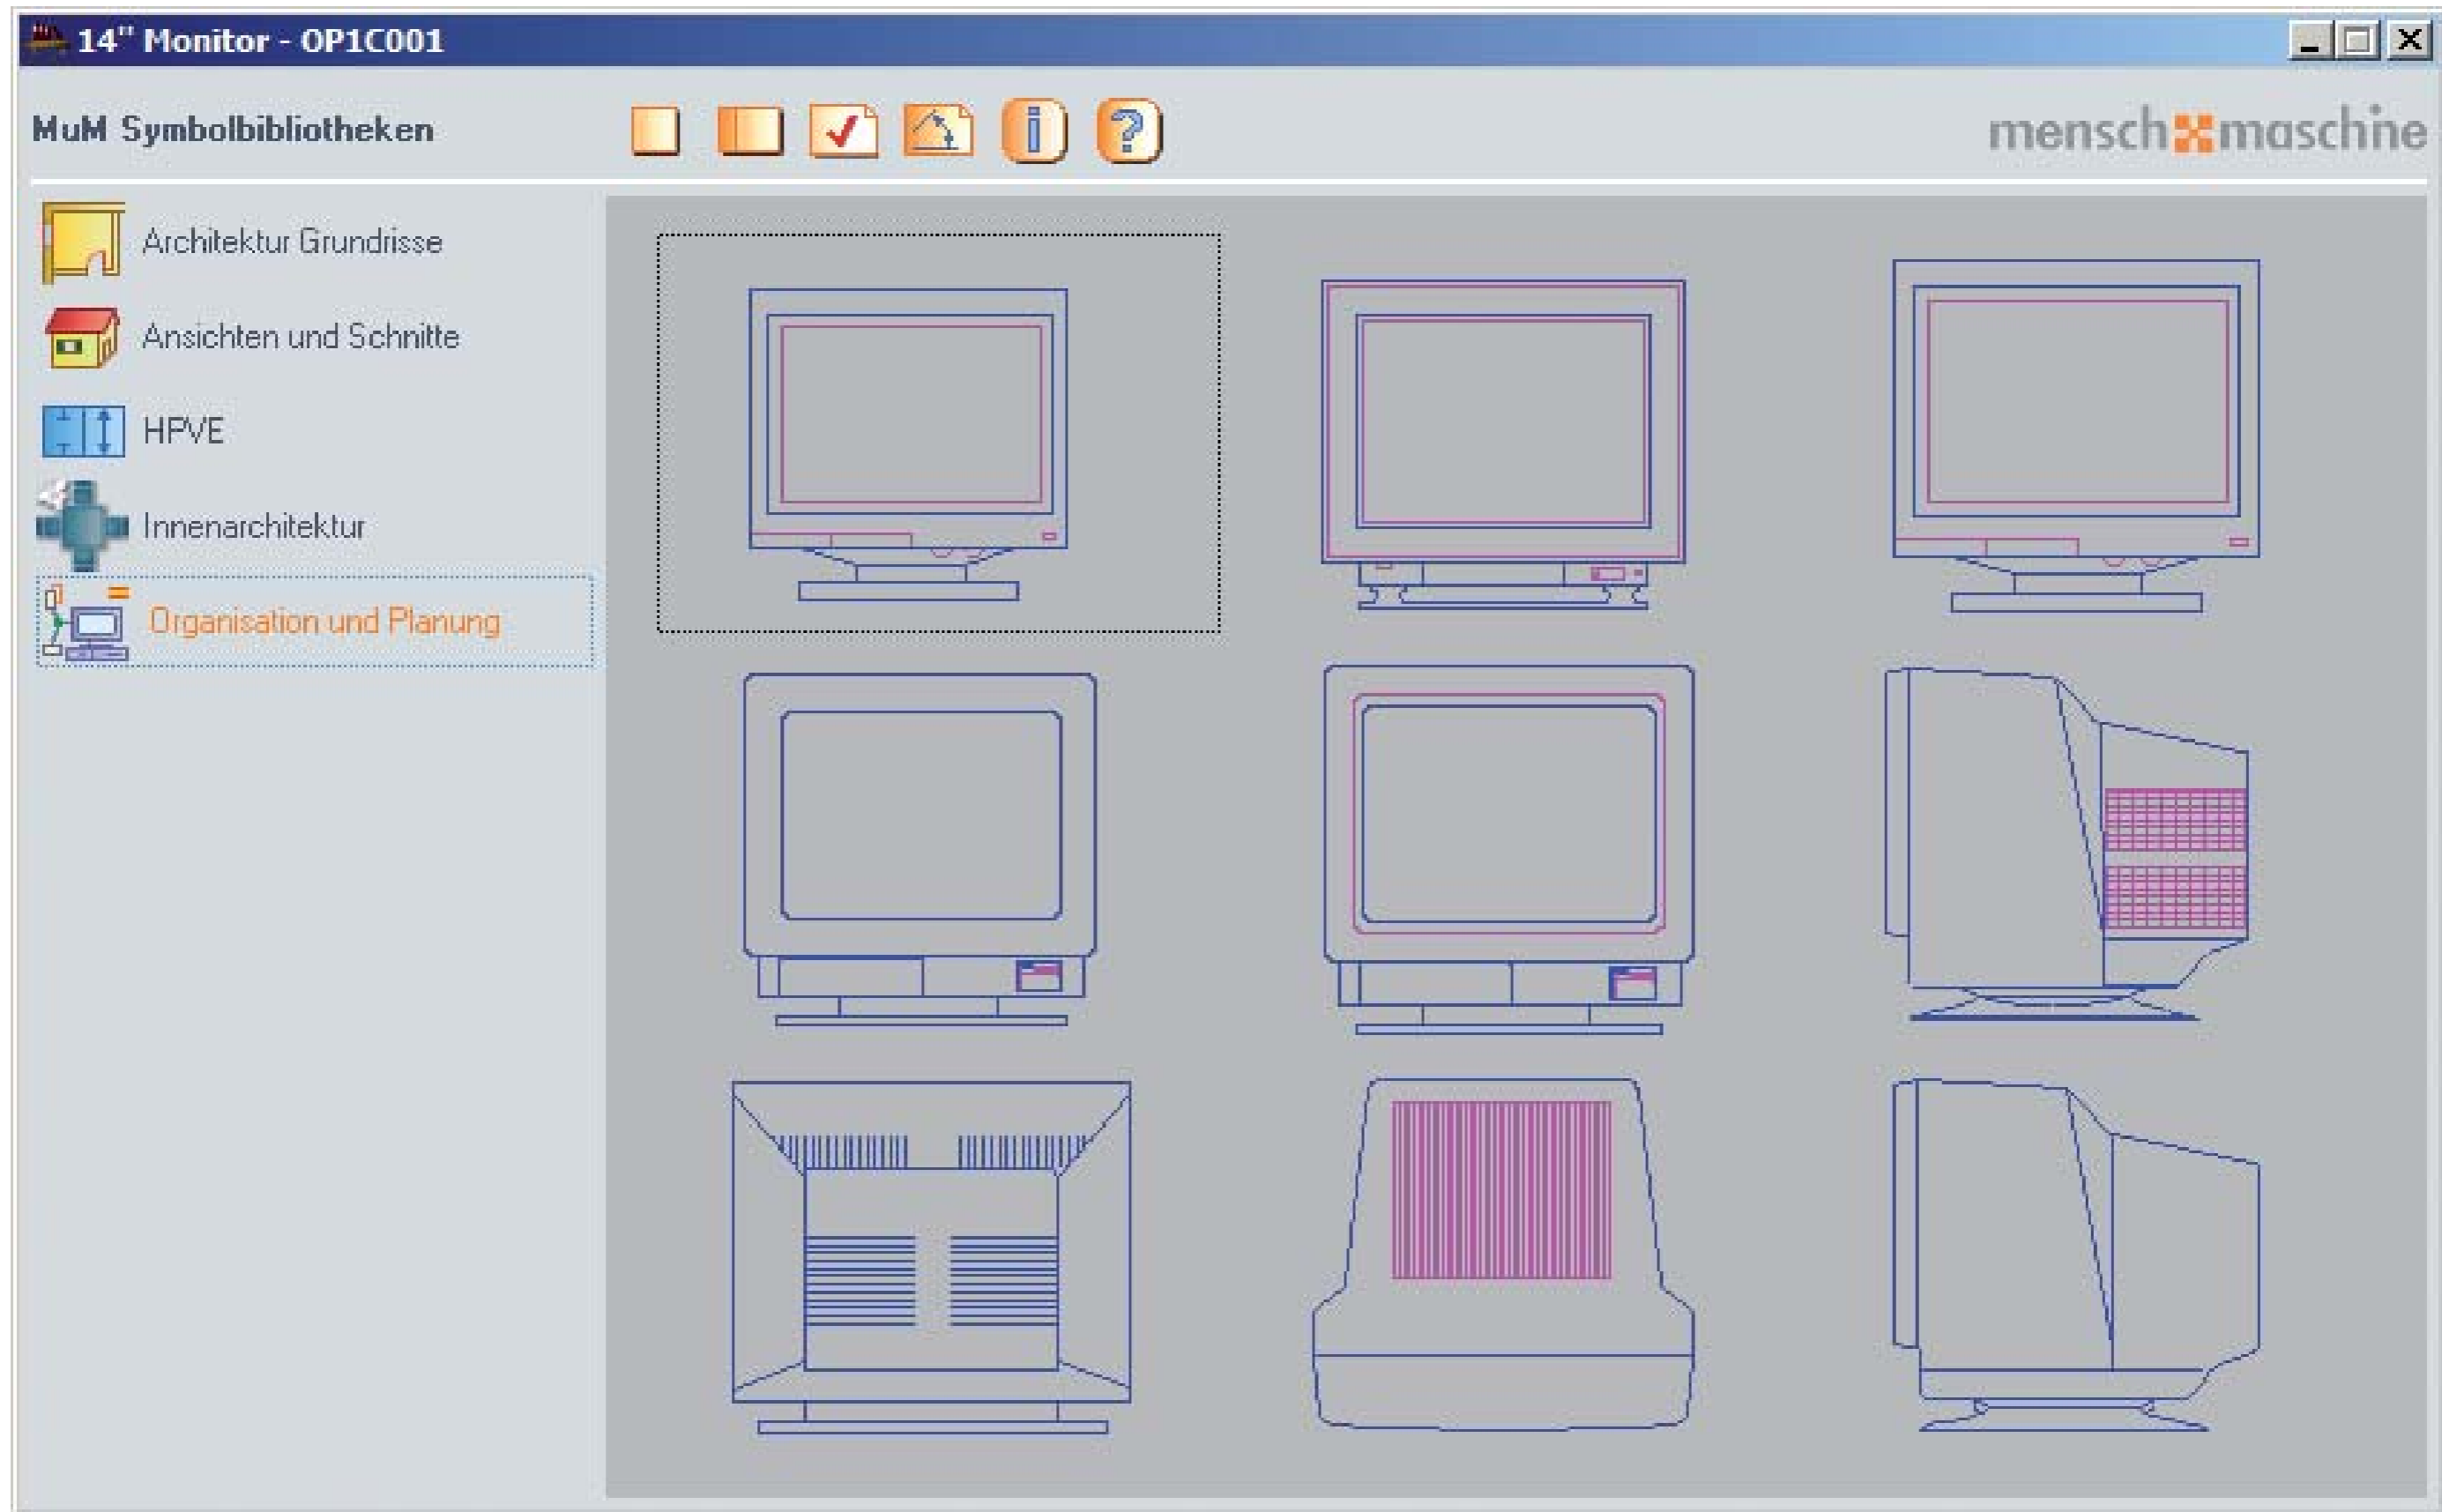 14" Monitor - OP1C001
MuM Symbolbibliotheken
mensch maschine
Architektur Grundrisse
Ansichten und Schnitte
HPVE
Innenarchitektur
Organisation und Planung